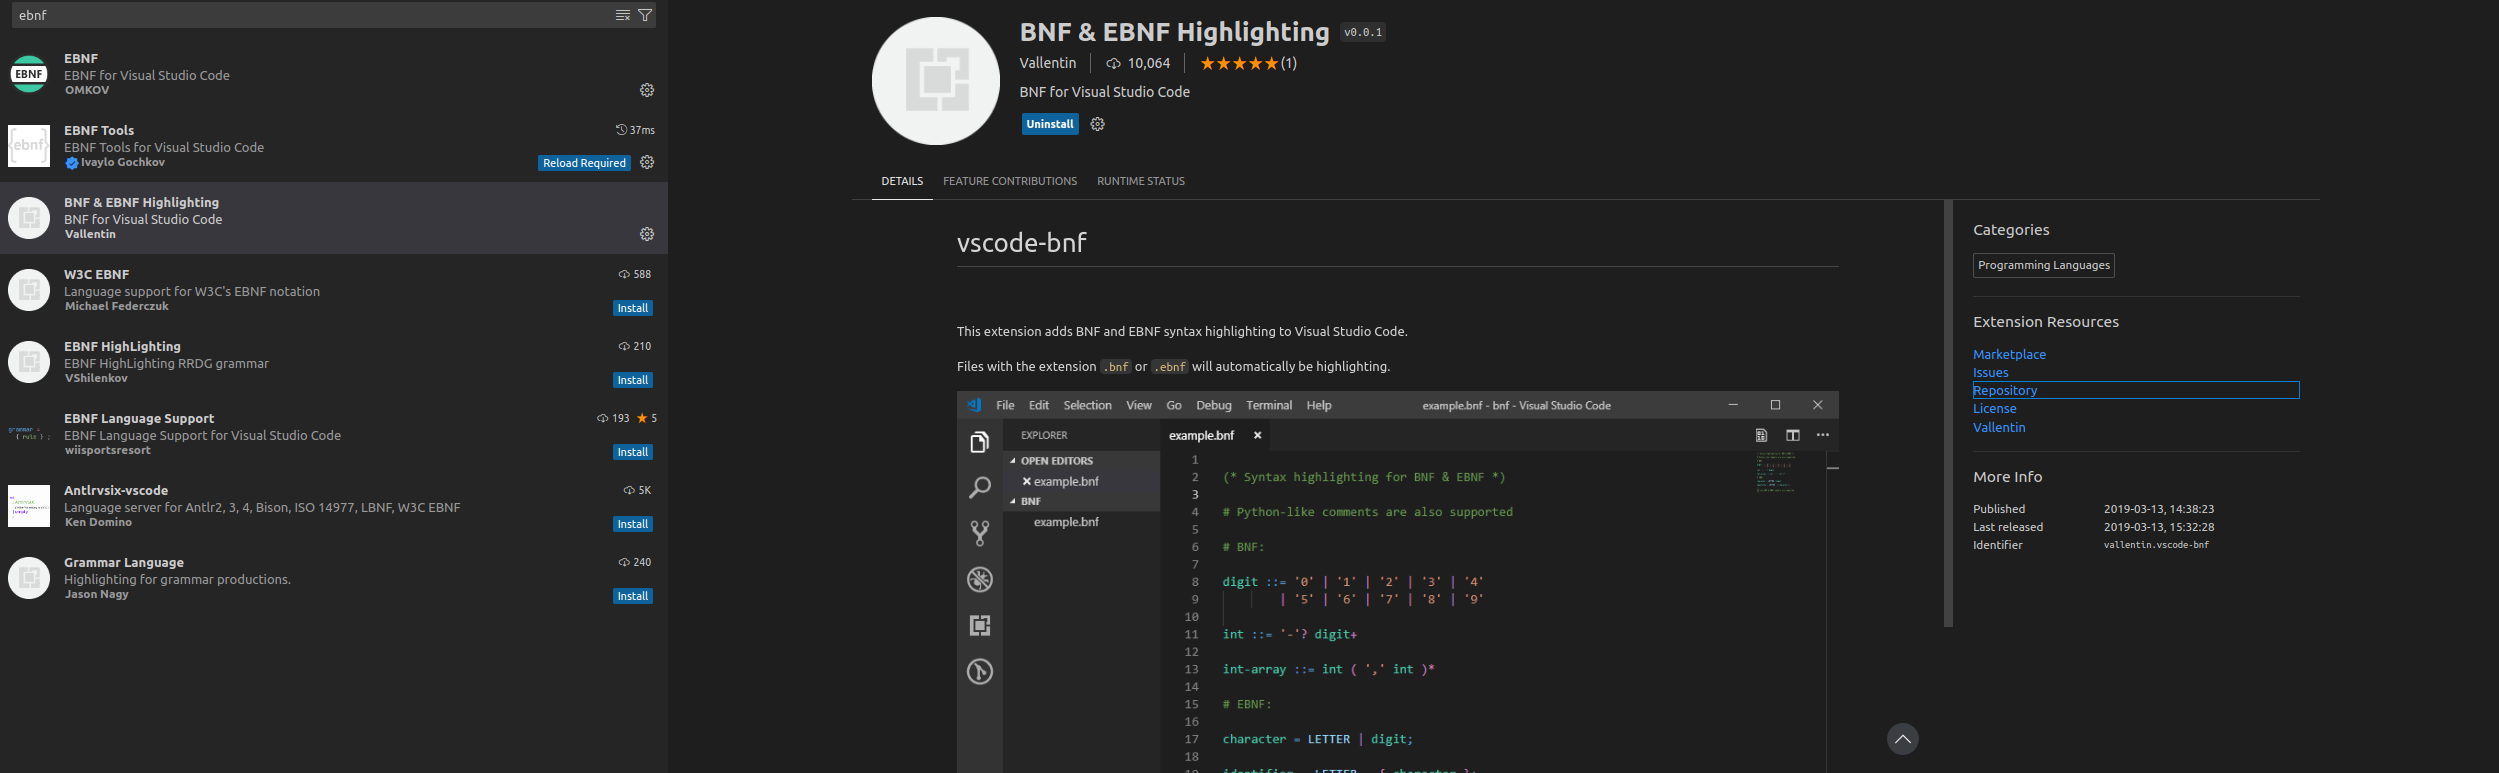 ebnf
EBNF
EBNF
EBNF for Visual Studio Code
OMKOV
{ebnf}
EBNF Tools
37ms
EBNF Tools for Visual Studio Code
Ivaylo Gochkov
Reload Required
BNF & EBNF Highlighting
BNF for Visual Studio Code
Vallentin
W3C EBNF
588
Language support for W3C's EBNF notation
Michael Federczuk
Install
EBNF HighLighting
210
EBNF HighLighting RRDG grammar
VShilenkov
Install
grammar =
{ rule } ;
EBNF Language Support
193 ★ 5
EBNF Language Support for Visual Studio Code
wiisportsresort
Install
Antlrvsix-vscode
5K
Language server for Antlr2, 3, 4, Bison, ISO 14977, LBNF, W3C EBNF
Ken Domino
Install
Grammar Language
240
Highlighting for grammar productions.
Jason Nagy
Install
BNF & EBNF Highlighting v0.0.1
Vallentin | 10,064 | ★★★★★(1)
BNF for Visual Studio Code
Uninstall
DETAILS FEATURE CONTRIBUTIONS RUNTIME STATUS
vscode-bnf
This extension adds BNF and EBNF syntax highlighting to Visual Studio Code.
Files with the extension .bnf or .ebnf will automatically be highlighting.
File Edit Selection View Go Debug Terminal Help example.bnf - bnf - Visual Studio Code
EXPLORER
OPEN EDITORS
example.bnf
BNF
example.bnf
example.bnf
1
2 (* Syntax highlighting for BNF & EBNF *)
3
4 # Python-like comments are also supported
5
6 # BNF:
7
8 digit ::= '0' | '1' | '2' | '3' | '4'
9 | '5' | '6' | '7' | '8' | '9'
10
11 int ::= '-'? digit+
12
13 int-array ::= int ( ',' int )*
14
15 # EBNF:
16
17 character = LETTER | digit;
18
Categories
Programming Languages
Extension Resources
Marketplace
Issues
Repository
License
Vallentin
More Info
Published 2019-03-13, 14:38:23
Last released 2019-03-13, 15:32:28
Identifier vallentin.vscode-bnf